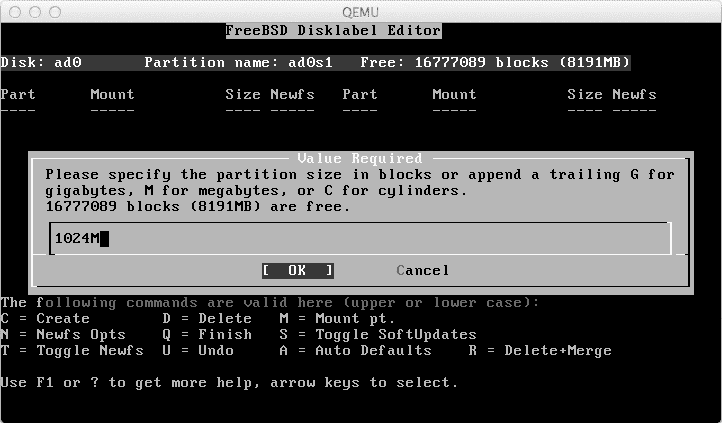 QEMU
FreeBSD Disklabel Editor
Disk: ad0 Partition name: ad0s1 Free: 16777089 blocks (8191MB)
Part Mount Size Newfs Part Mount Size Newfs
---- ----- ---- ----- ---- ----- ---- -----
Value Required
Please specify the partition size in blocks or append a trailing G for
gigabytes, M for megabytes, or C for cylinders.
16777089 blocks (8191MB) are free.
1024M
[ OK ] Cancel
The following commands are valid here (upper or lower case):
C = Create D = Delete M = Mount pt.
N = Newfs Opts Q = Finish S = Toggle SoftUpdates
T = Toggle Newfs U = Undo A = Auto Defaults R = Delete+Merge
Use F1 or ? to get more help, arrow keys to select.